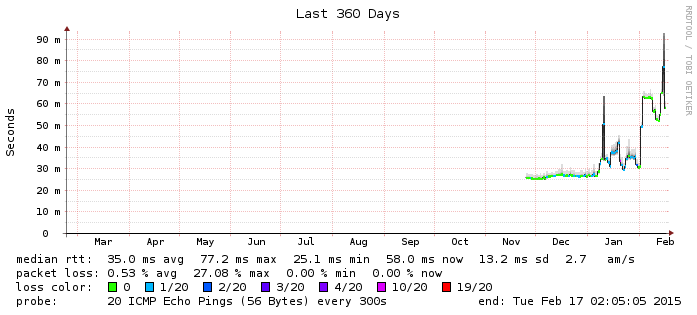 Last 360 Days
RRDTOOL / TOBI OETIKER
Seconds
90 m
80 m
70 m
60 m
50 m
40 m
30 m
20 m
10 m
0
Mar Apr May Jun Jul Aug Sep Oct Nov Dec Jan Feb
median rtt: 35.0 ms avg 77.2 ms max 25.1 ms min 58.0 ms now 13.2 ms sd 2.7 am/s
packet loss: 0.53 % avg 27.08 % max 0.00 % min 0.00 % now
loss color: 0 1/20 2/20 3/20 4/20 10/20 19/20
probe: 20 ICMP Echo Pings (56 Bytes) every 300s end: Tue Feb 17 02:05:05 2015